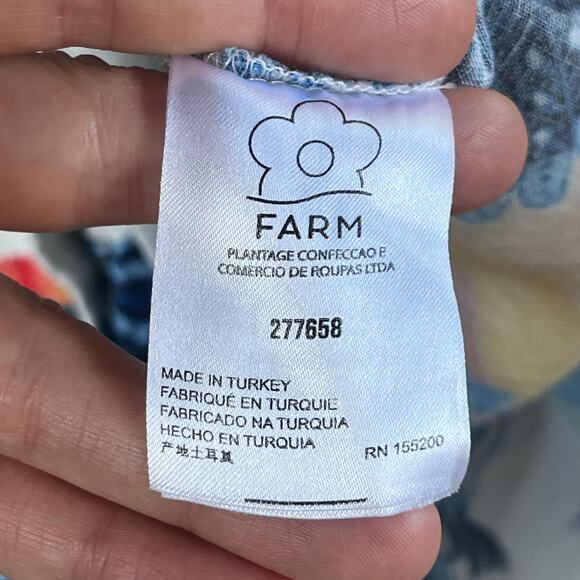 FARM
PLANTAGE CONFECCAO E
COMERCIO DE ROUPAS LTDA
277658
MADE IN TURKEY
FABRIQUÉ EN TURQUIE
FABRICADO NA TURQUIA
HECHO EN TURQUIA
产地土耳其
RN 155200